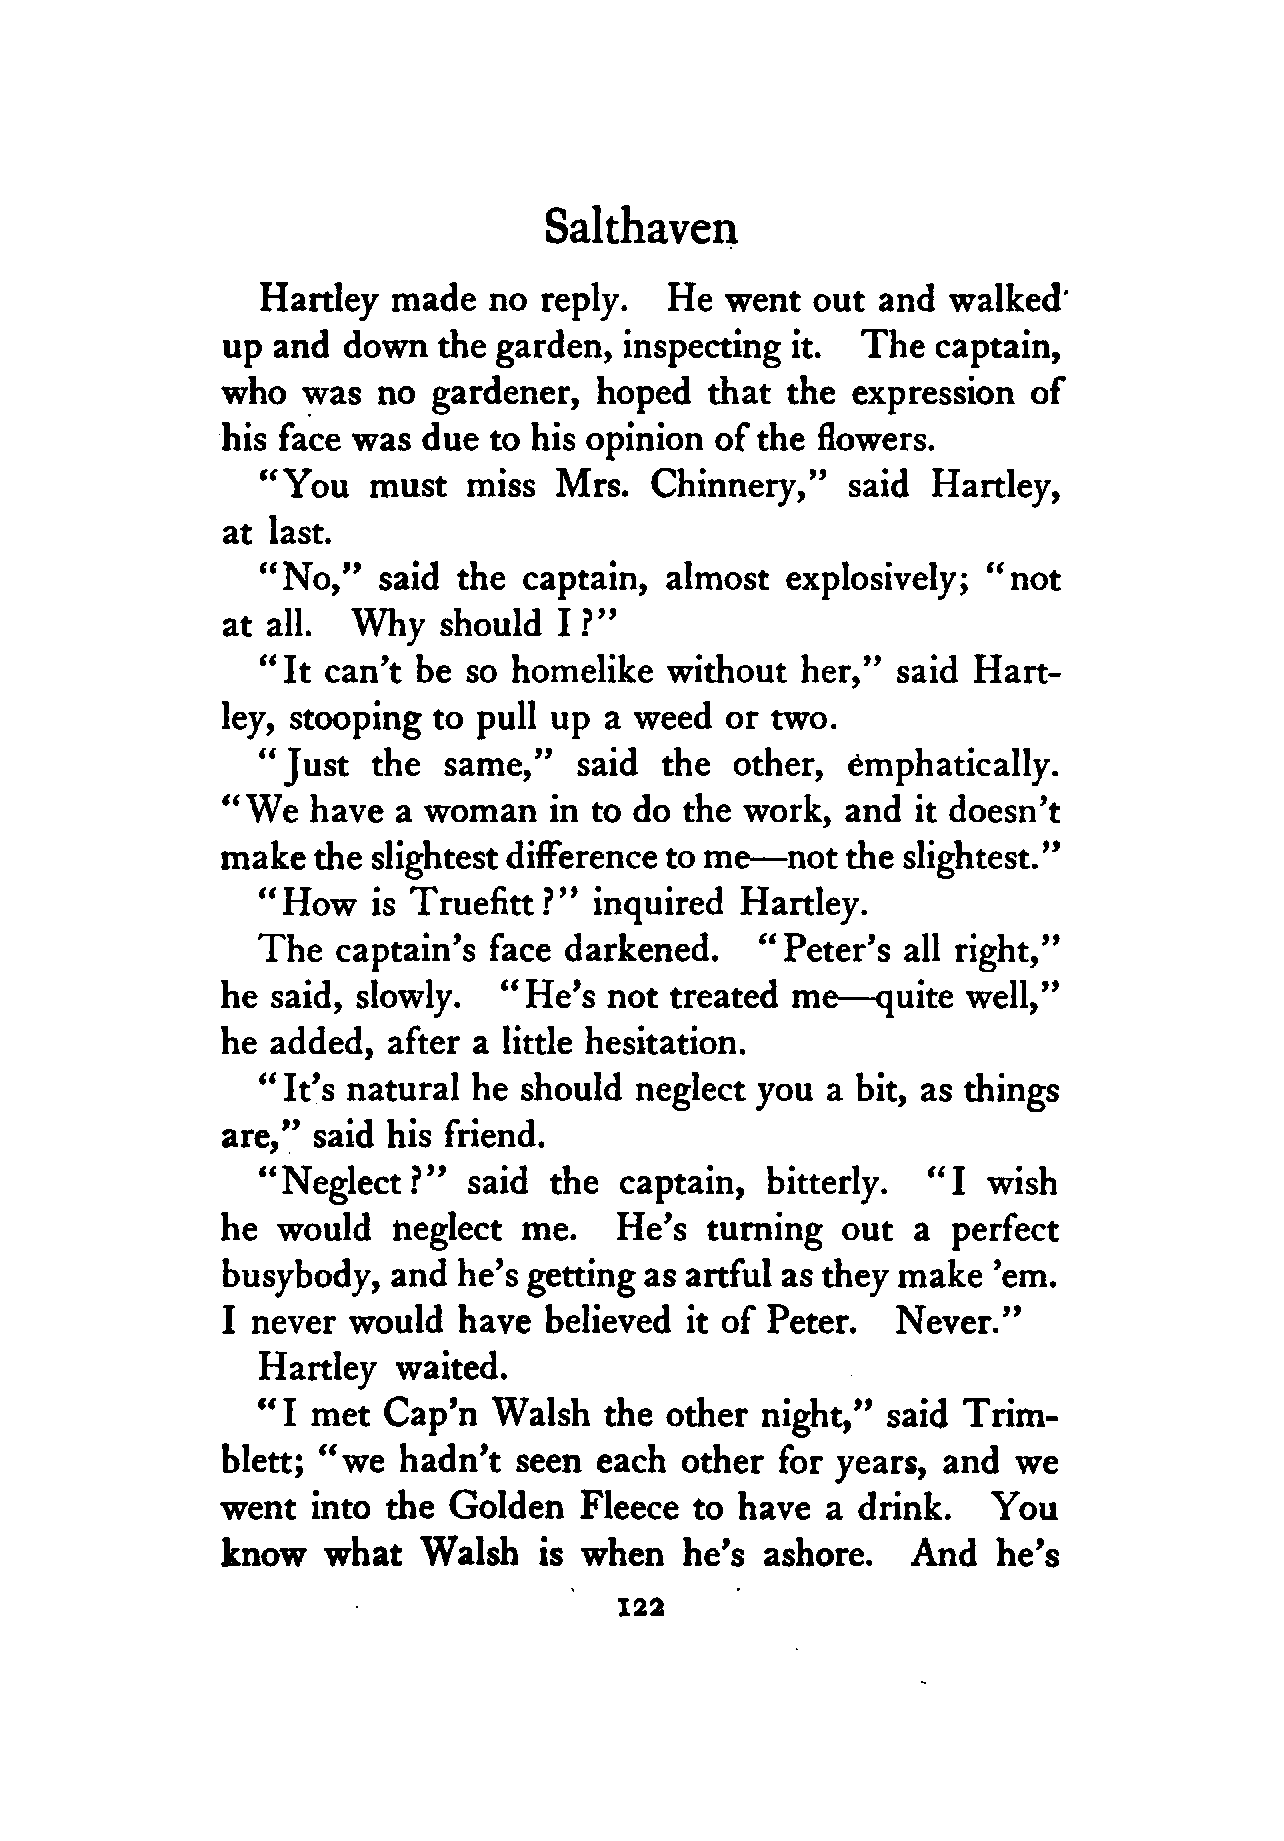 Salthaven
Hartley made no reply. He went out and walked
up and down the garden, inspecting it. The captain,
who was no gardener, hoped that the expression of
his face was due to his opinion of the flowers.
“You must miss Mrs. Chinnery,” said Hartley,
at last.
“No,” said the captain, almost explosively; “not
at all. Why should I?”
“It can’t be so homelike without her,” said Hart-
ley, stooping to pull up a weed or two.
“Just the same,” said the other, emphatically.
“We have a woman in to do the work, and it doesn’t
make the slightest difference to me—not the slightest.”
“How is Truefitt?” inquired Hartley.
The captain’s face darkened. “Peter’s all right,”
he said, slowly. “He’s not treated me—quite well,”
he added, after a little hesitation.
“It’s natural he should neglect you a bit, as things
are,” said his friend.
“Neglect?” said the captain, bitterly. “I wish
he would neglect me. He’s turning out a perfect
busybody, and he’s getting as artful as they make ’em.
I never would have believed it of Peter. Never.”
Hartley waited.
“I met Cap’n Walsh the other night,” said Trim-
blett; “we hadn’t seen each other for years, and we
went into the Golden Fleece to have a drink. You
know what Walsh is when he’s ashore. And he’s
122